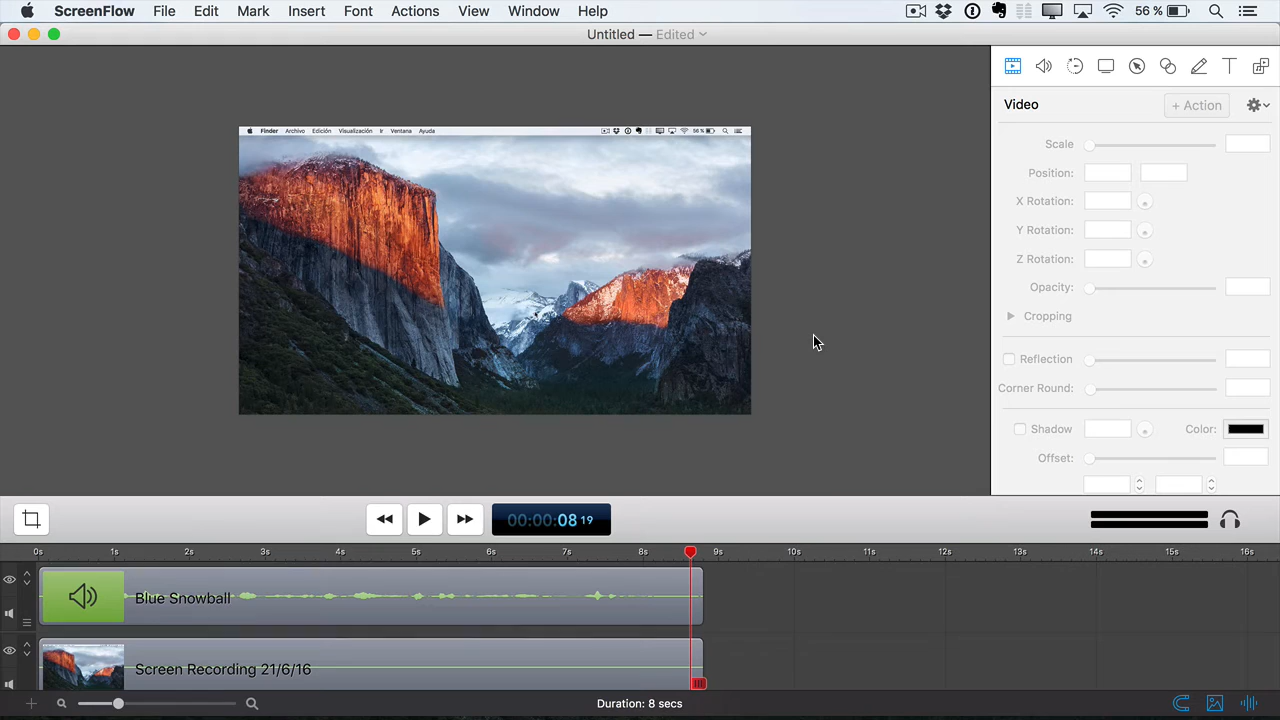 ScreenFlow File Edit Mark Insert Font Actions View Window Help 56 %
Untitled — Edited
Finder Archivo Edición Visualización Ir Ventana Ayuda 56 %
Video + Action
Scale
Position:
X Rotation:
Y Rotation:
Z Rotation:
Opacity:
Cropping
Reflection
Corner Round:
Shadow Color:
Offset:
00:00:08 19
0s 1s 2s 3s 4s 5s 6s 7s 8s 9s 10s 11s 12s 13s 14s 15s 16s
Blue Snowball
Screen Recording 21/6/16
Duration: 8 secs